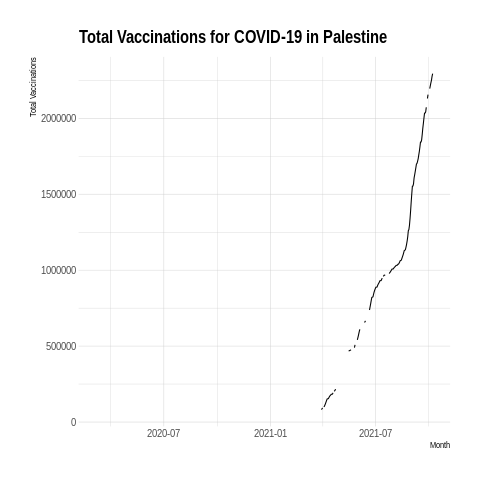 Total Vaccinations for COVID-19 in Palestine
Total Vaccinations
2000000
1500000
1000000
500000
0
2020-07
2021-01
2021-07
Month